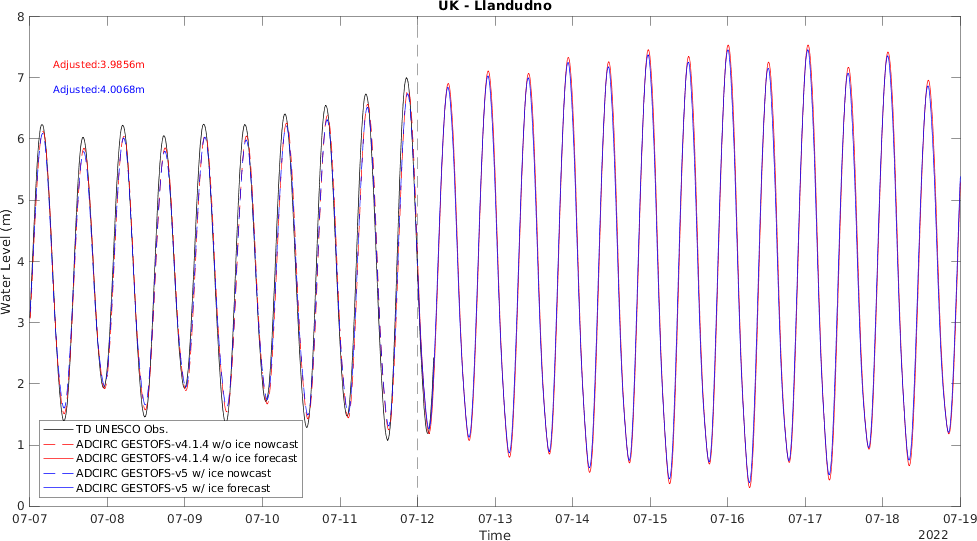 UK - Llandudno
8
7
6
5
4
3
2
1
0
Water Level (m)
Adjusted:3.9856m
Adjusted:4.0068m
TD UNESCO Obs.
ADCIRC GESTOFS-v4.1.4 w/o ice nowcast
ADCIRC GESTOFS-v4.1.4 w/o ice forecast
ADCIRC GESTOFS-v5 w/ ice nowcast
ADCIRC GESTOFS-v5 w/ ice forecast
07-07 07-08 07-09 07-10 07-11 07-12 07-13 07-14 07-15 07-16 07-17 07-18 07-19
Time
2022